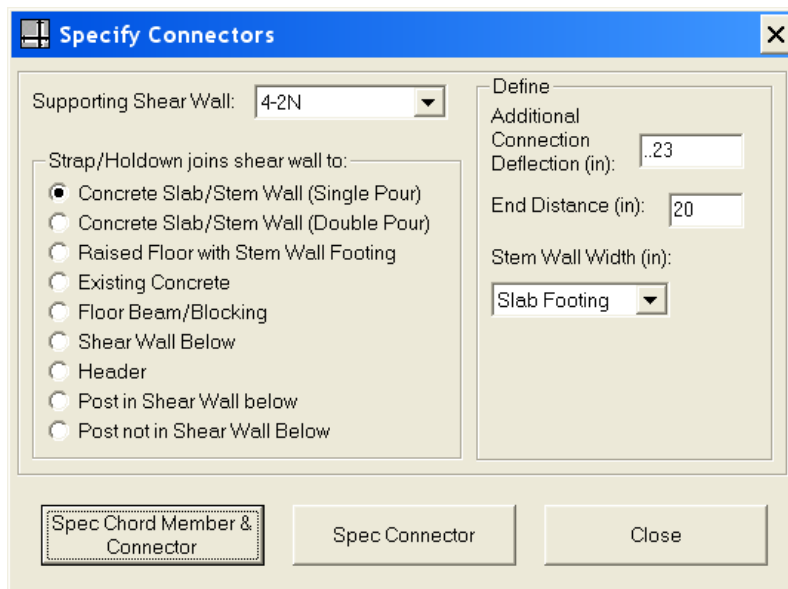 Specify Connectors
Supporting Shear Wall: 4-2N
Strap/Holdown joins shear wall to:
Concrete Slab/Stem Wall (Single Pour)
Concrete Slab/Stem Wall (Double Pour)
Raised Floor with Stem Wall Footing
Existing Concrete
Floor Beam/Blocking
Shear Wall Below
Header
Post in Shear Wall below
Post not in Shear Wall Below
Define
Additional
Connection
Deflection (in): ..23
End Distance (in): 20
Stem Wall Width (in):
Slab Footing
Spec Chord Member &
Connector
Spec Connector
Close